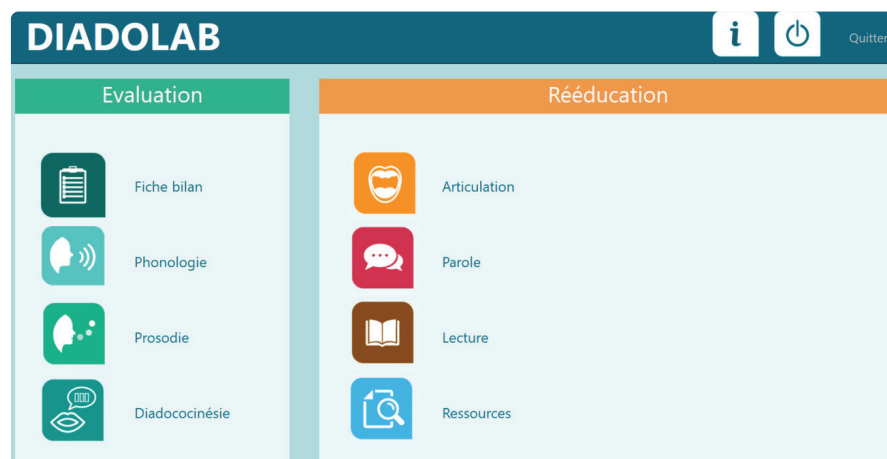 DIADOLAB
i
Quitter
Evaluation
Fiche bilan
Phonologie
Prosodie
Diadococinésie
Rééducation
Articulation
Parole
Lecture
Ressources